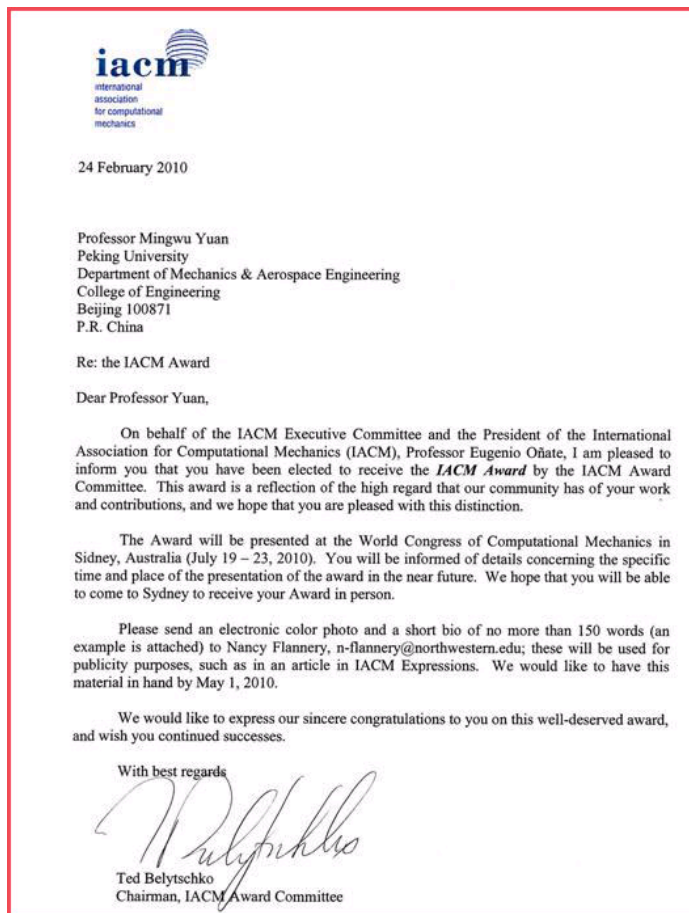 iacm
international
association
for computational
mechanics
24 February 2010
Professor Mingwu Yuan
Peking University
Department of Mechanics & Aerospace Engineering
College of Engineering
Beijing 100871
P.R. China
Re: the IACM Award
Dear Professor Yuan,
On behalf of the IACM Executive Committee and the President of the International
Association for Computational Mechanics (IACM), Professor Eugenio Oñate, I am pleased to
inform you that you have been elected to receive the IACM Award by the IACM Award
Committee. This award is a reflection of the high regard that our community has of your work
and contributions, and we hope that you are pleased with this distinction.
The Award will be presented at the World Congress of Computational Mechanics in
Sidney, Australia (July 19 – 23, 2010). You will be informed of details concerning the specific
time and place of the presentation of the award in the near future. We hope that you will be able
to come to Sydney to receive your Award in person.
Please send an electronic color photo and a short bio of no more than 150 words (an
example is attached) to Nancy Flannery, n-flannery@northwestern.edu; these will be used for
publicity purposes, such as in an article in IACM Expressions. We would like to have this
material in hand by May 1, 2010.
We would like to express our sincere congratulations to you on this well-deserved award,
and wish you continued successes.
With best regards
Ted Belytschko
Chairman, IACM Award Committee